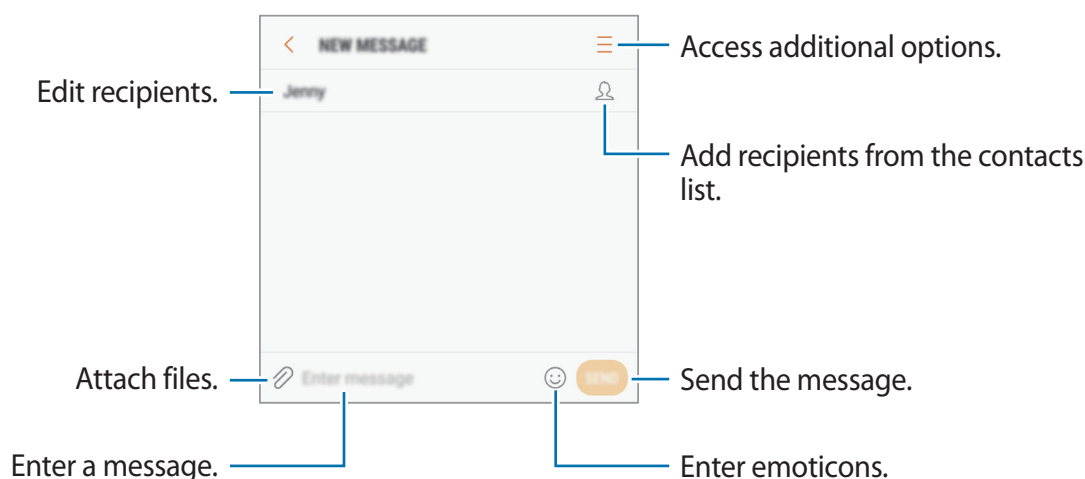 NEW MESSAGE
Access additional options.
Edit recipients.
Jenny
Add recipients from the contacts
list.
Attach files.
Enter message
SEND
Send the message.
Enter a message.
Enter emoticons.